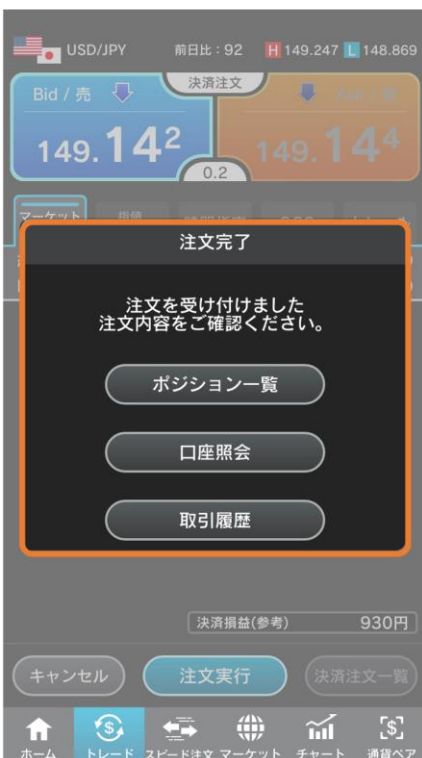 USD/JPY 前日比：92 H 149.247 L 148.869
決済注文
Bid / 売
149.142
149.144
0.2
マーケット
指値
注文完了
注文を受け付けました
注文内容をご確認ください。
ポジション一覧
口座照会
取引履歴
決済損益(参考) 930円
キャンセル 注文実行 決済注文一覧
ホーム トレード スピード注文 マーケット チャート 通貨ペア